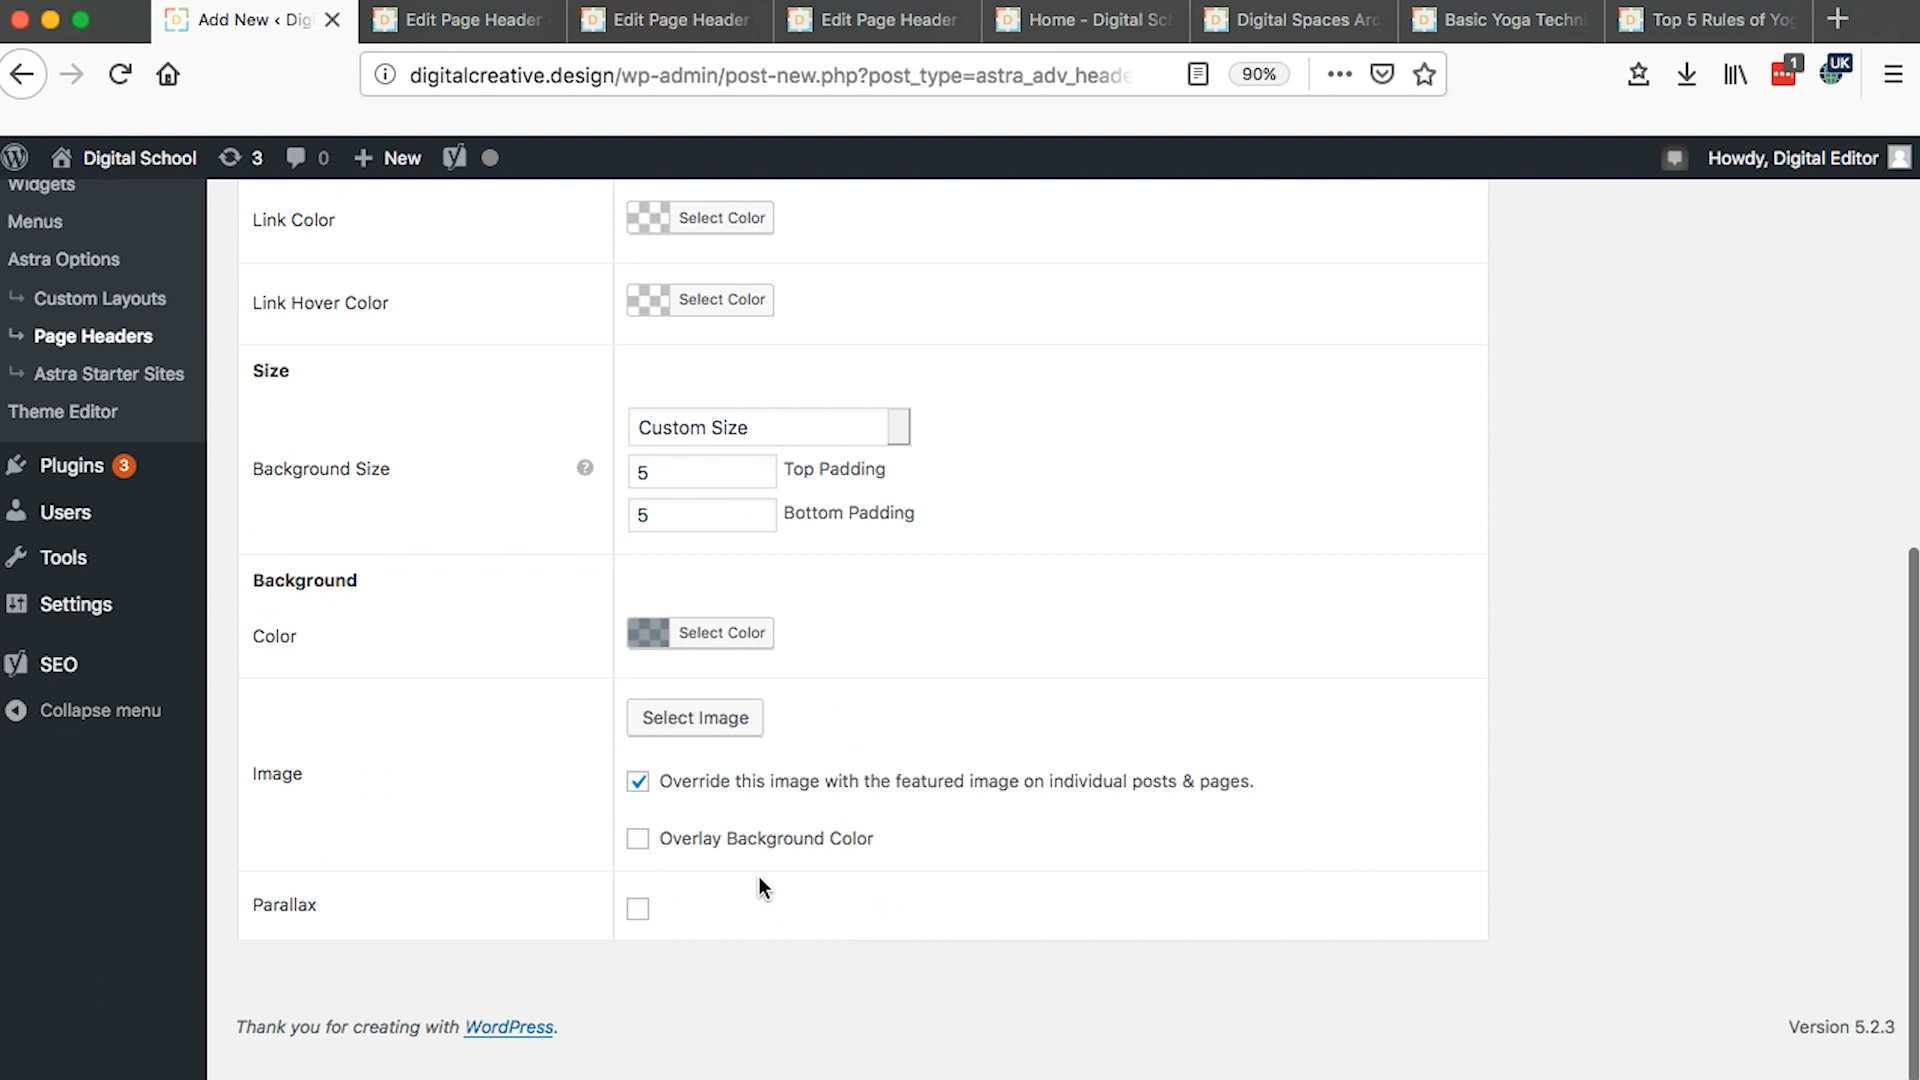 Add New ‹ Dig
Edit Page Header
Edit Page Header
Edit Page Header
Home - Digital Sc
Digital Spaces Arc
Basic Yoga Techni
Top 5 Rules of Yo
digitalcreative.design/wp-admin/post-new.php?post_type=astra_adv_heade
90%
1
UK
Digital School
3
0
New
Howdy, Digital Editor
Widgets
Menus
Astra Options
Custom Layouts
Page Headers
Astra Starter Sites
Theme Editor
Plugins 3
Users
Tools
Settings
SEO
Collapse menu
Link Color
Select Color
Link Hover Color
Select Color
Size
Custom Size
Background Size
?
5 Top Padding
5 Bottom Padding
Background
Color
Select Color
Image
Select Image
Override this image with the featured image on individual posts & pages.
Overlay Background Color
Parallax
Thank you for creating with WordPress.
Version 5.2.3